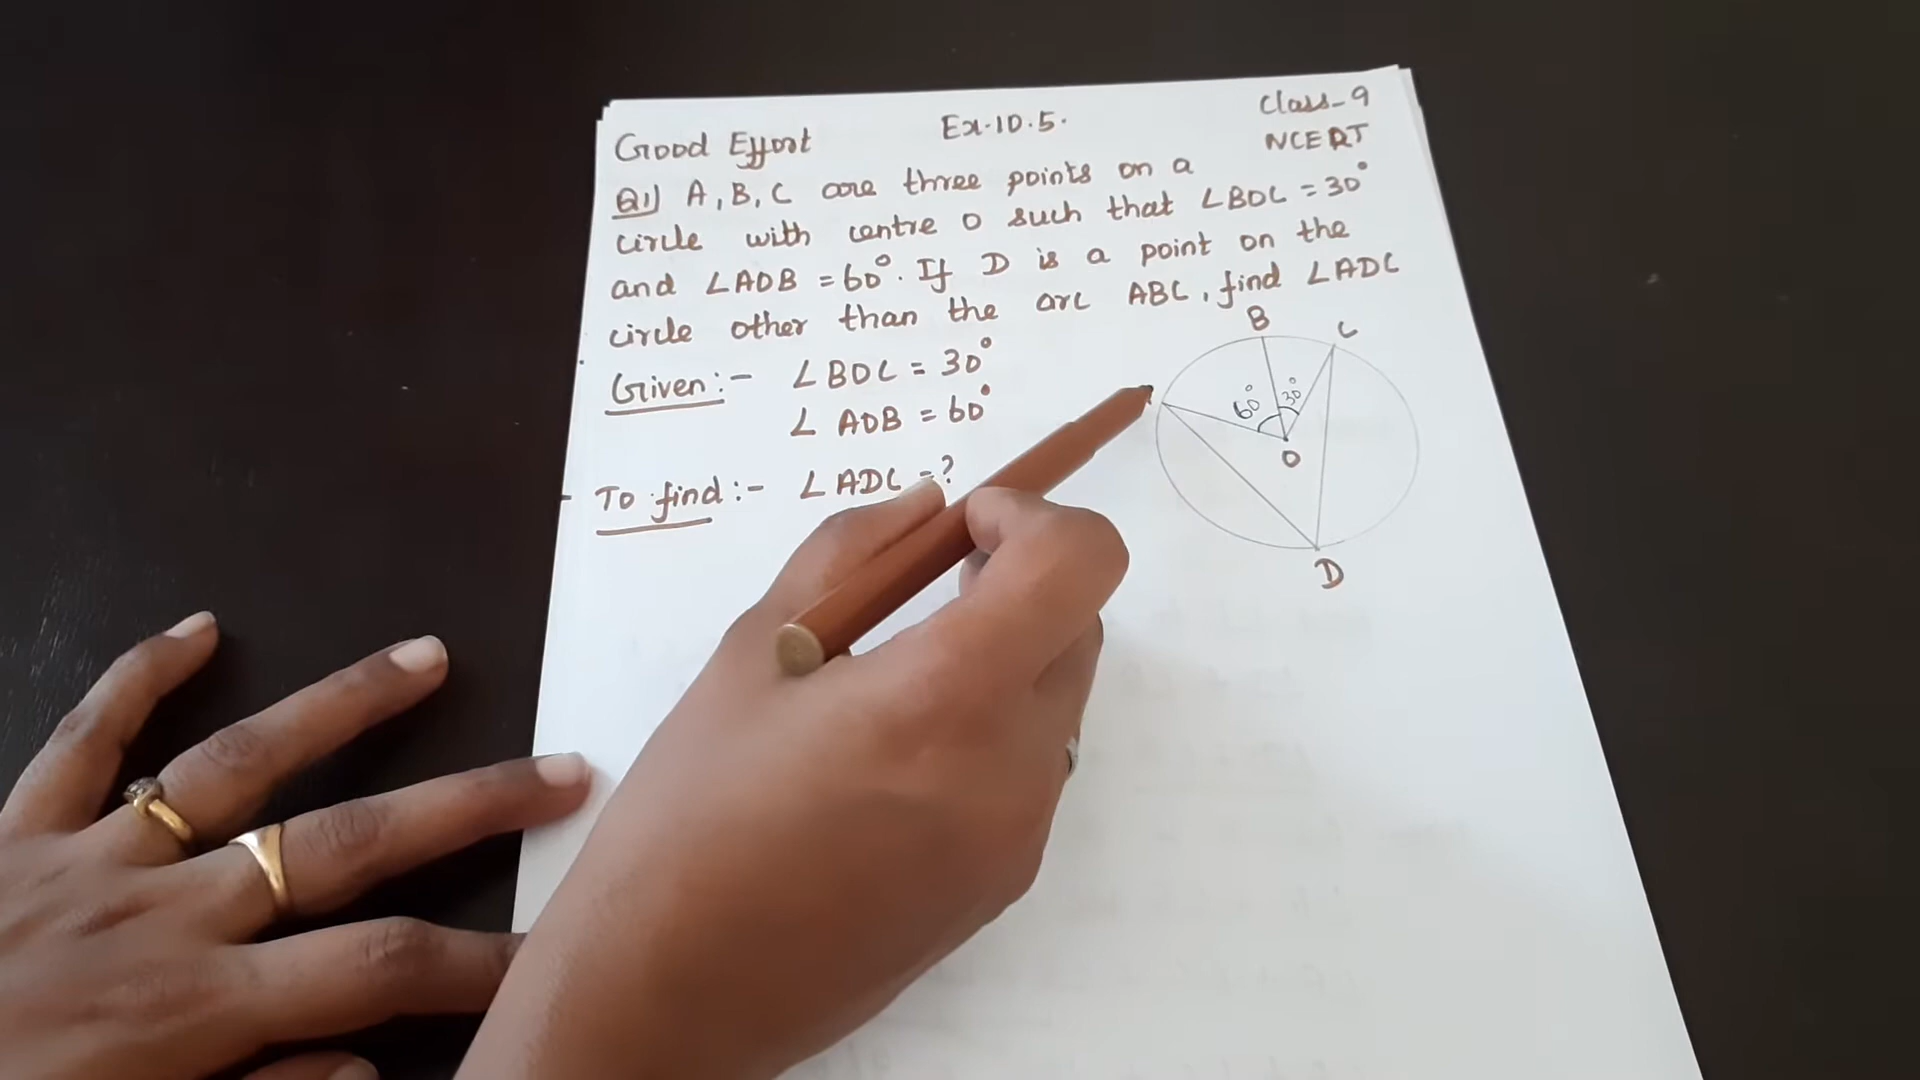 Good Effort
Ex.10.5.
Class-9
NCERT
Q1) A, B, C are three points on a
circle with centre O such that ∠BOC = 30°
and ∠AOB = 60°. If D is a point on the
circle other than the arc ABC, find ∠ADC
Given:- ∠BOC = 30°
∠AOB = 60°
To find:- ∠ADC = ?
B
C
60°
30°
O
D